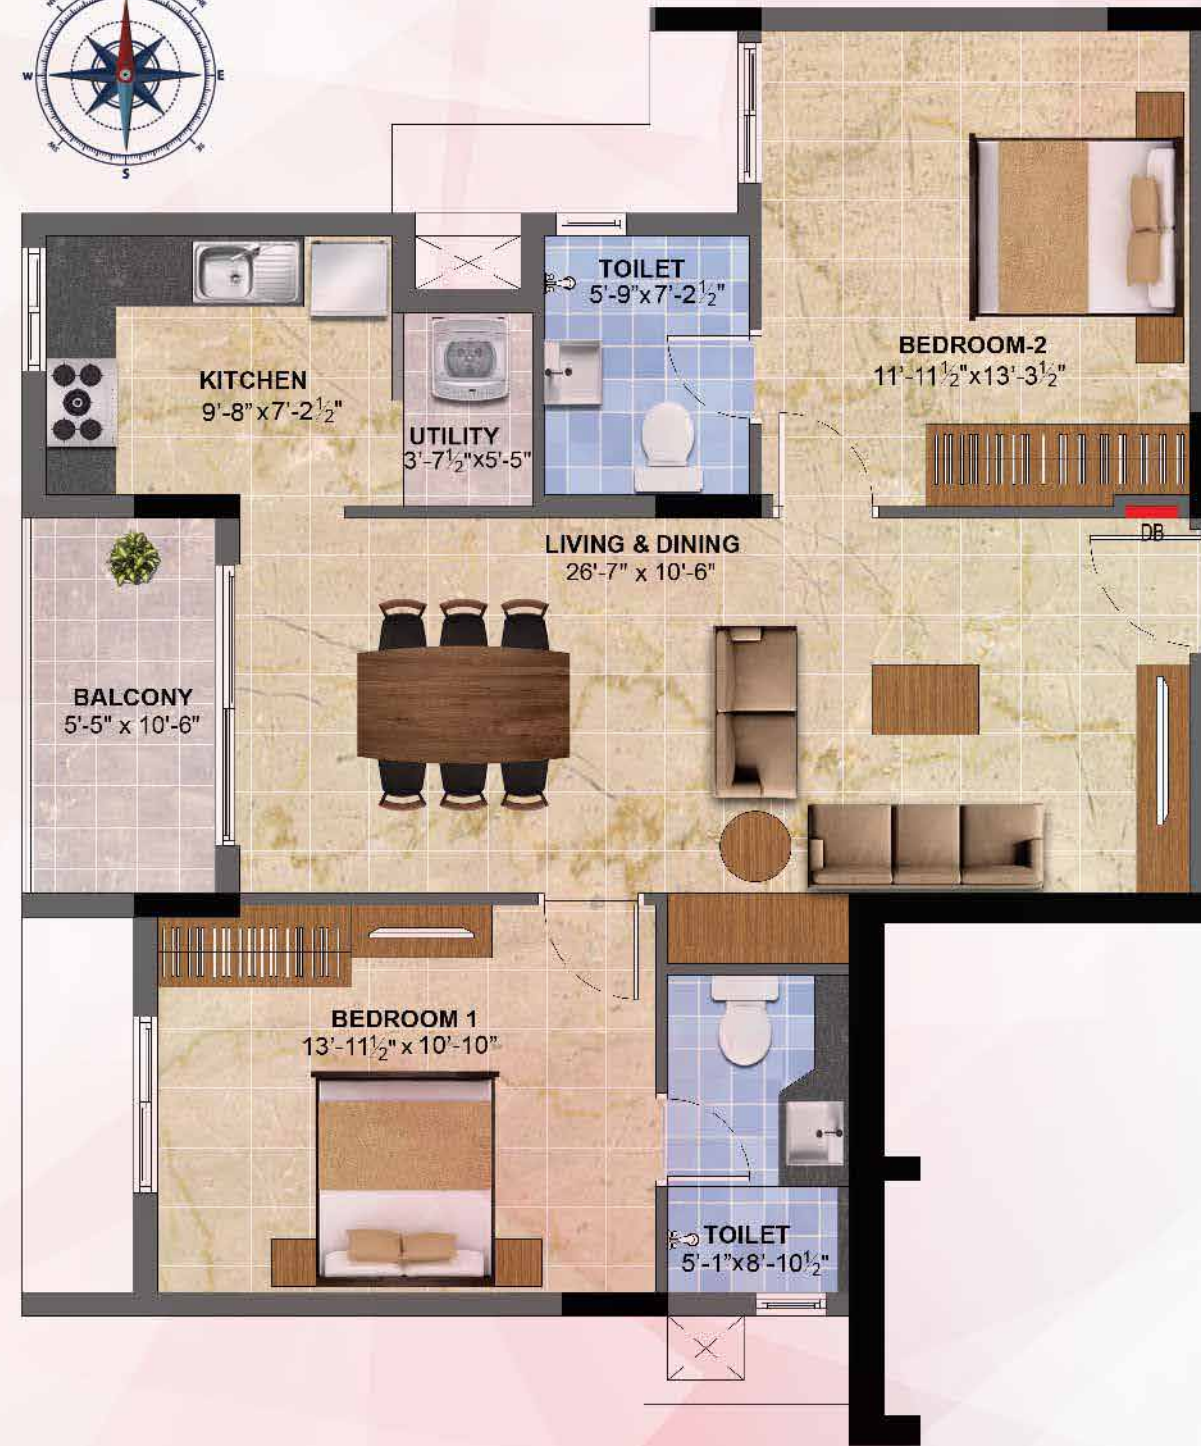 W
E
S
TOILET
5'-9"x7'-2½"
BEDROOM-2
11'-11½"x13'-3½"
KITCHEN
9'-8"x7'-2½"
UTILITY
3'-7½"x5'-5"
LIVING & DINING
26'-7" x 10'-6"
DB
BALCONY
5'-5" x 10'-6"
BEDROOM 1
13'-11½"x10'-10"
TOILET
5'-1"x8'-10½"